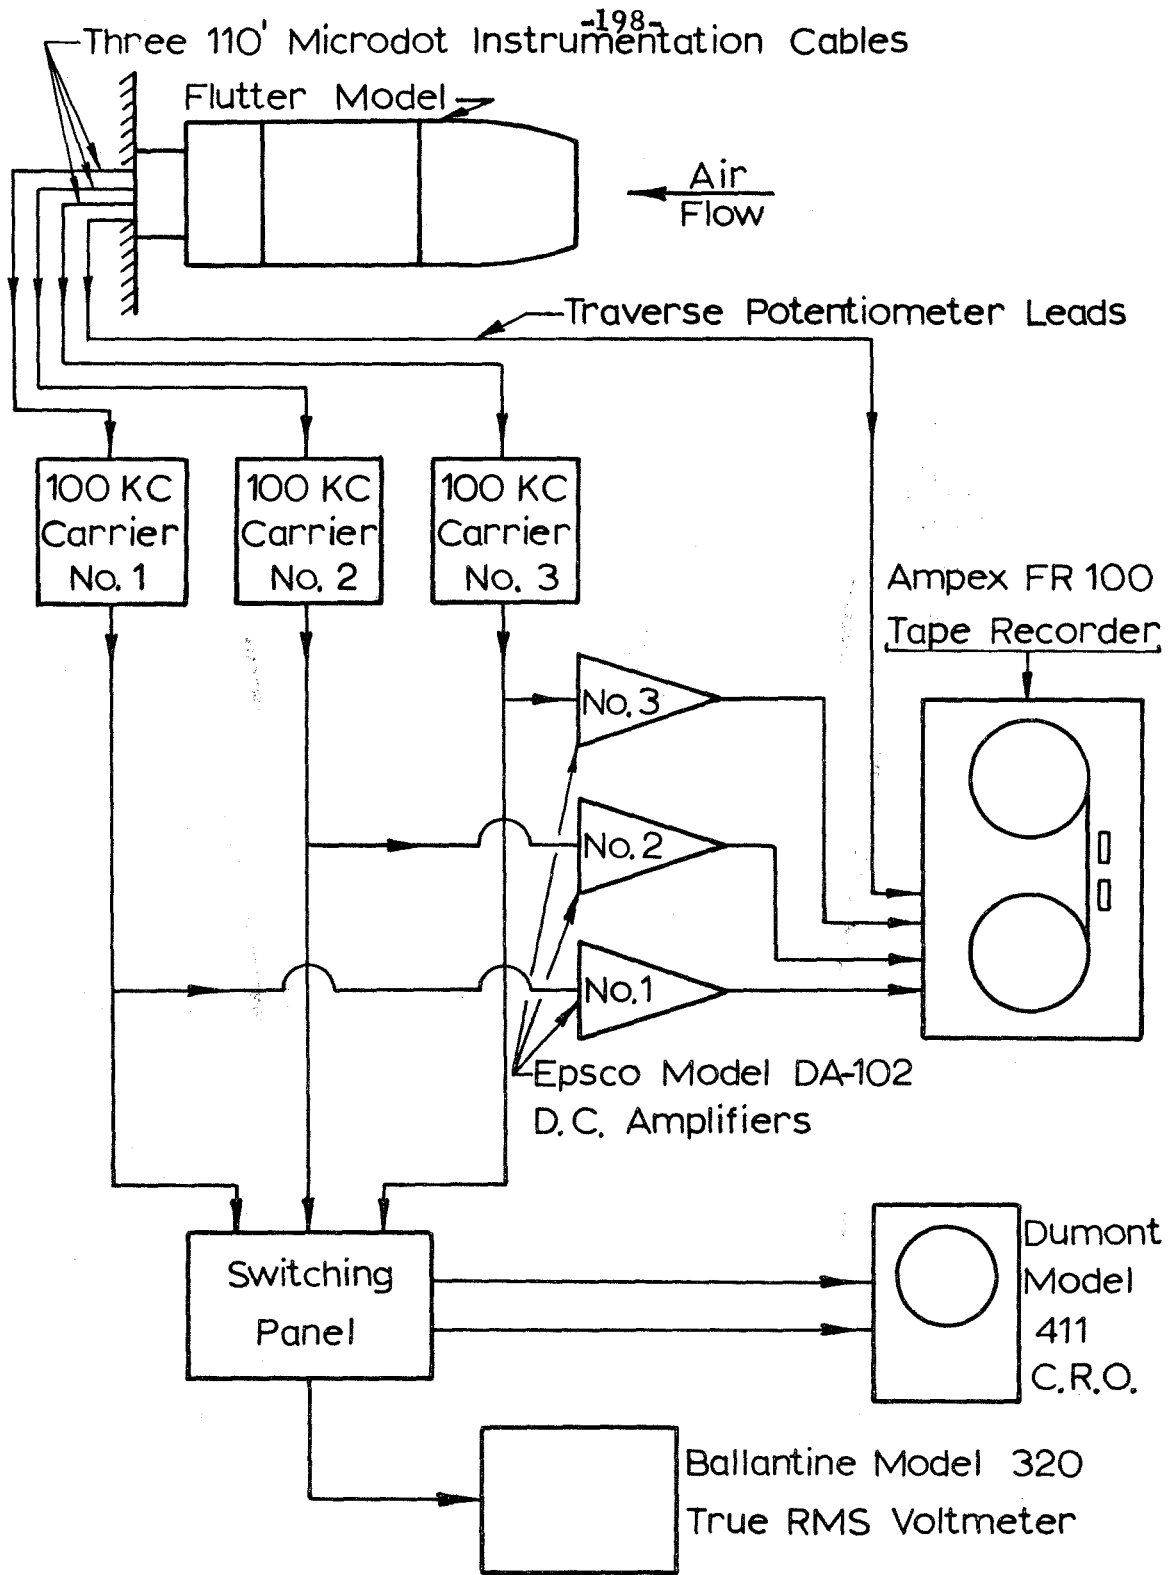 -198-
Three 110' Microdot Instrumentation Cables
Flutter Model
Air
Flow
Traverse Potentiometer Leads
100 KC
Carrier
No. 1
100 KC
Carrier
No. 2
100 KC
Carrier
No. 3
Ampex FR 100
Tape Recorder
No. 3
No. 2
No. 1
Epsco Model DA-102
D.C. Amplifiers
Switching
Panel
Dumont
Model
411
C.R.O.
Ballantine Model 320
True RMS Voltmeter